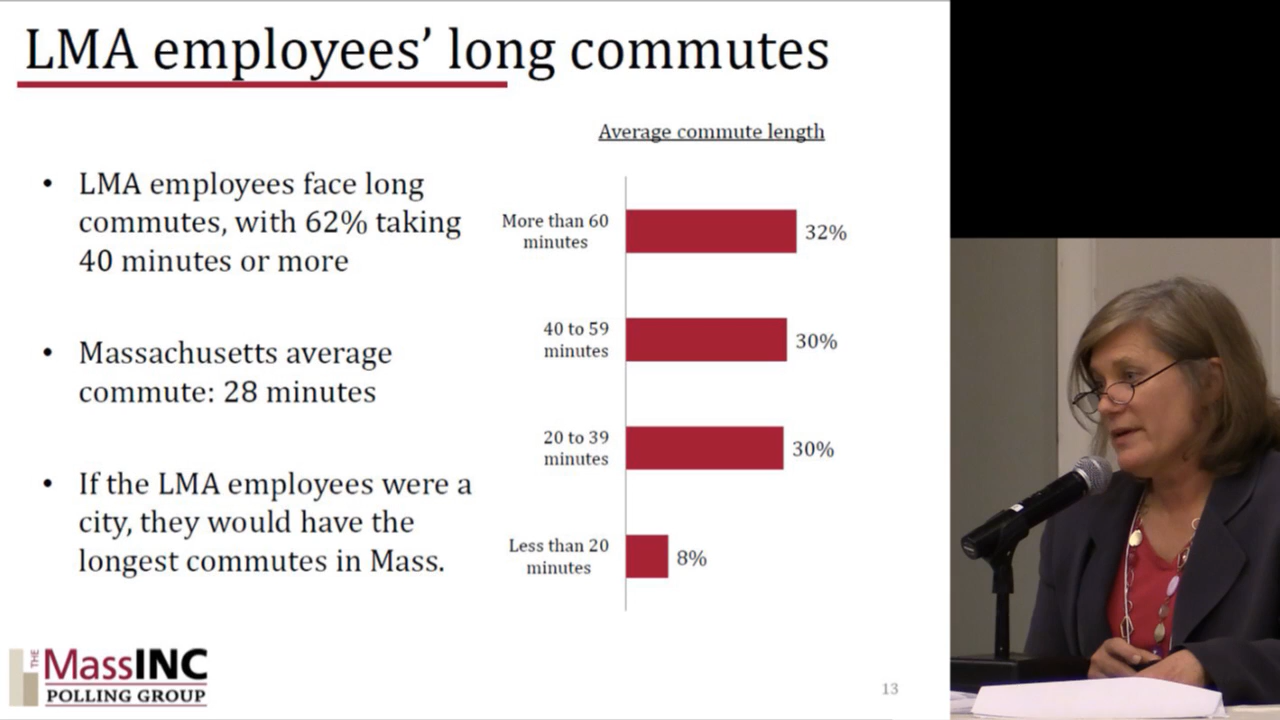 LMA employees’ long commutes
• LMA employees face long
commutes, with 62% taking
40 minutes or more
• Massachusetts average
commute: 28 minutes
• If the LMA employees were a
city, they would have the
longest commutes in Mass.
Average commute length
More than 60
minutes
32%
40 to 59
minutes
30%
20 to 39
minutes
30%
Less than 20
minutes
8%
THE
MassINC
POLLING GROUP
13